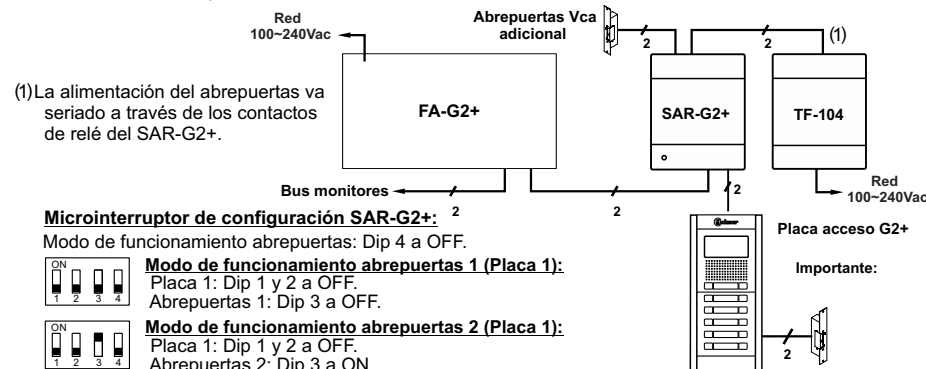 Red
100~240Vac
Abrepuertas Vca
adicional
2
2
(1)
(1) La alimentación del abrepuertas va
seriado a través de los contactos
de relé del SAR-G2+.
FA-G2+
SAR-G2+
TF-104
Red
100~240Vac
Bus monitores
2
2
2
Placa acceso G2+
Importante:
2
Microinterruptor de configuración SAR-G2+:
Modo de funcionamiento abrepuertas: Dip 4 a OFF.
ON
1 2 3 4
Modo de funcionamiento abrepuertas 1 (Placa 1):
Placa 1: Dip 1 y 2 a OFF.
Abrepuertas 1: Dip 3 a OFF.
ON
1 2 3 4
Modo de funcionamiento abrepuertas 2 (Placa 1):
Placa 1: Dip 1 y 2 a OFF.
Abrepuertas 2: Dip 3 a ON